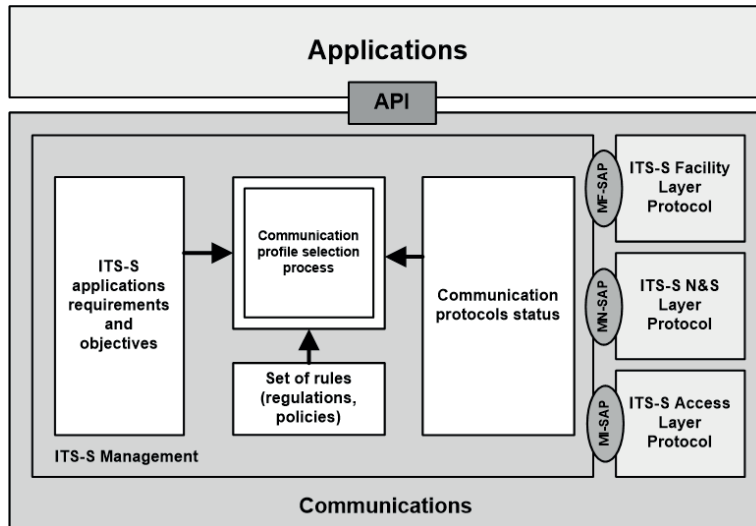 Applications
API
ITS-S
applications
requirements
and
objectives
Communication
profile selection
process
Set of rules
(regulations,
policies)
Communication
protocols status
ITS-S Management
MF-SAP
ITS-S Facility
Layer
Protocol
MN-SAP
ITS-S N&S
Layer
Protocol
MI-SAP
ITS-S Access
Layer
Protocol
Communications